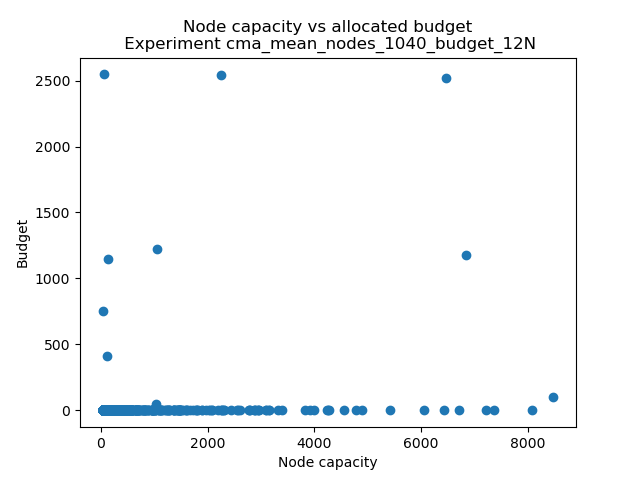 Node capacity vs allocated budget
Experiment cma_mean_nodes_1040_budget_12N
2500
2000
1500
1000
500
0
Budget
0 2000 4000 6000 8000
Node capacity